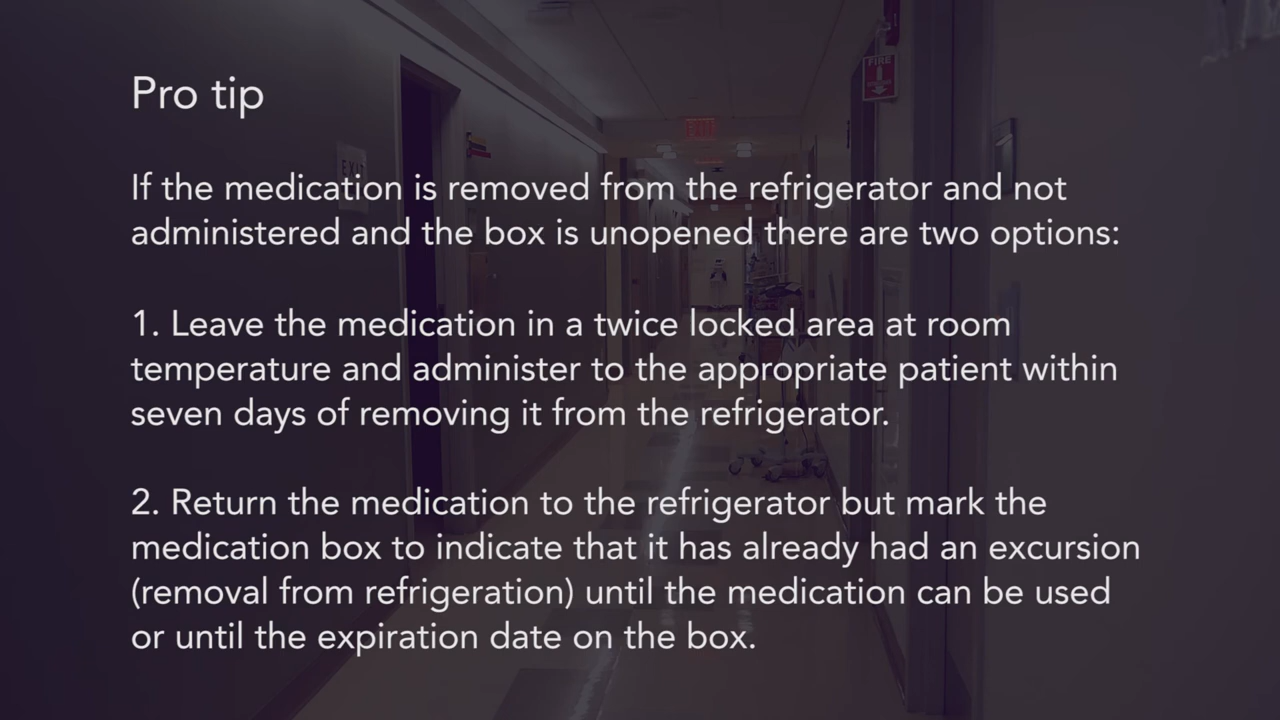 Pro tip
If the medication is removed from the refrigerator and not
administered and the box is unopened there are two options:
1. Leave the medication in a twice locked area at room
temperature and administer to the appropriate patient within
seven days of removing it from the refrigerator.
2. Return the medication to the refrigerator but mark the
medication box to indicate that it has already had an excursion
(removal from refrigeration) until the medication can be used
or until the expiration date on the box.
FIRE
EXIT
EXIT